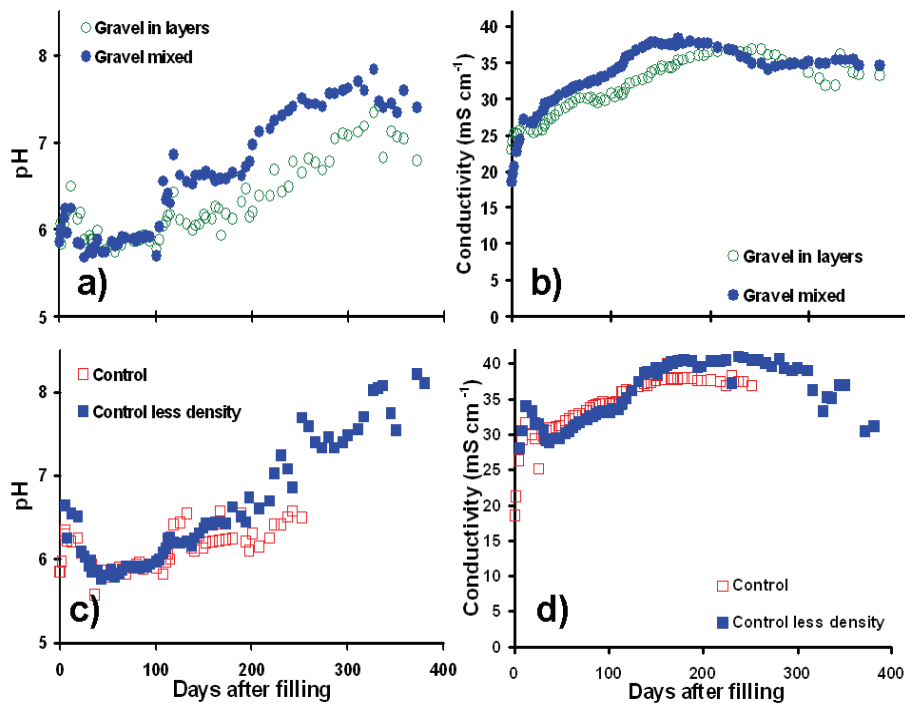 Gravel in layers
Gravel mixed
8
7
6
5
pH
a)
45
40
35
30
25
20
15
10
5
0
Conductivity (mS cm⁻¹)
Gravel in layers
Gravel mixed
b)
Control
Control less density
8
7
6
5
pH
c)
0
100
200
300
400
Days after filling
40
35
30
25
20
15
10
5
0
Conductivity (mS cm⁻¹)
Control
Control less density
d)
0
100
200
300
400
Days after filling